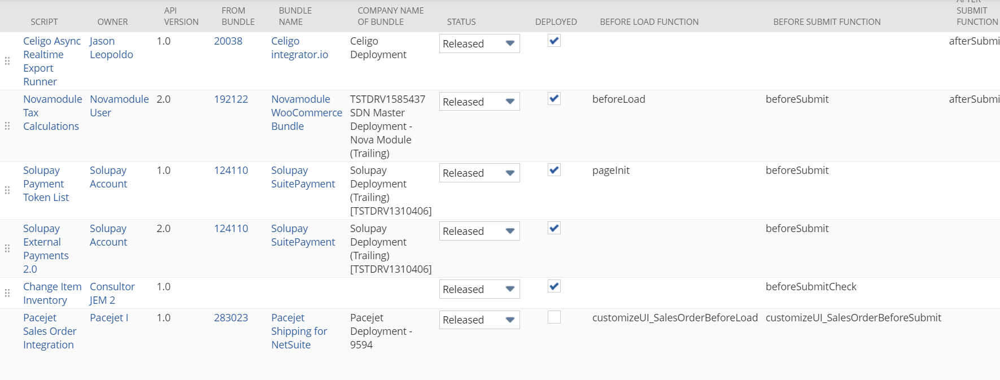 AFTER
API FROM BUNDLE COMPANY NAME SUBMIT
SCRIPT OWNER VERSION BUNDLE NAME OF BUNDLE STATUS DEPLOYED BEFORE LOAD FUNCTION BEFORE SUBMIT FUNCTION FUNCTION
Celigo Async Jason 1.0 20038 Celigo Celigo Released afterSubmi
Realtime Leopoldo integrator.io Deployment
Export
Runner
Novamodule Novamodule 2.0 192122 Novamodule TSTDRV1585437 Released beforeLoad beforeSubmit afterSubmi
Tax User WooCommerce SDN Master
Calculations Bundle Deployment -
Nova Module
(Trailing)
Solupay Solupay 1.0 124110 Solupay Solupay Released pageInit beforeSubmit
Payment Account SuitePayment Deployment
Token List (Trailing)
[TSTDRV1310406]
Solupay Solupay 2.0 124110 Solupay Solupay Released beforeSubmit
External Account SuitePayment Deployment
Payments (Trailing)
2.0 [TSTDRV1310406]
Change Item Consultor 1.0 Released beforeSubmitCheck
Inventory JEM 2
Pacejet Pacejet I 1.0 283023 Pacejet Pacejet Released customizeUI_SalesOrderBeforeLoad customizeUI_SalesOrderBeforeSubmit
Sales Order Shipping for Deployment -
Integration NetSuite 9594